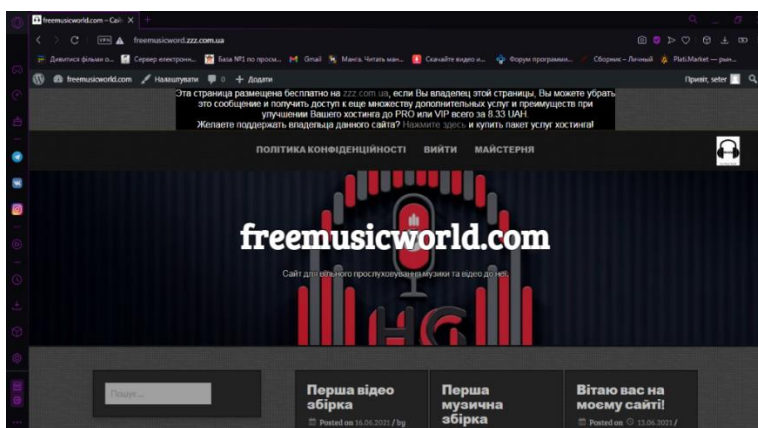 freemusicworld.com – Сай
freemusicword.zzz.com.ua
VPN
Дивитися фільми о...
Сервер електронн...
База №1 по просм...
Gmail
Манга. Читать ман...
Скачайте видео и...
Форум программи...
Сборник – Личный
Plati.Market — рын...
freemusicworld.com
Налаштувати
0
+ Додати
Привіт, seter
Эта страница размещена бесплатно на zzz.com.ua, если Вы владелец этой страницы, Вы можете убрать
это сообщение и получить доступ к еще множеству дополнительных услуг и преимуществ при
улучшении Вашего хостинга до PRO или VIP всего за 8.33 UAH.
Желаете поддержать владельца данного сайта? Нажмите здесь и купить пакет услуг хостинга!
ПОЛІТИКА КОНФІДЕНЦІЙНОСТІ
ВИЙТИ
МАЙСТЕРНЯ
freemusicworld.com
Сайт для вільного прослуховування музики та відео до неї.
HG
Пошук...
Перша відео
збірка
Posted on 16.06.2021 / by
Перша
музична
збірка
Вітаю вас на
моєму сайті!
Posted on 13.06.2021 /